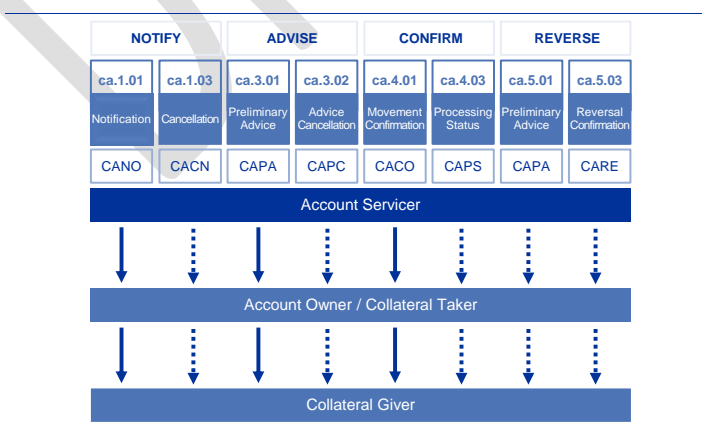 NOTIFY ADVISE CONFIRM REVERSE
ca.1.01 ca.1.03 ca.3.01 ca.3.02 ca.4.01 ca.4.03 ca.5.01 ca.5.03
Notification Cancellation Preliminary Advice Advice Cancellation Movement Confirmation Processing Status Preliminary Advice Reversal Confirmation
CANO CACN CAPA CAPC CACO CAPS CAPA CARE
Account Servicer
Account Owner / Collateral Taker
Collateral Giver